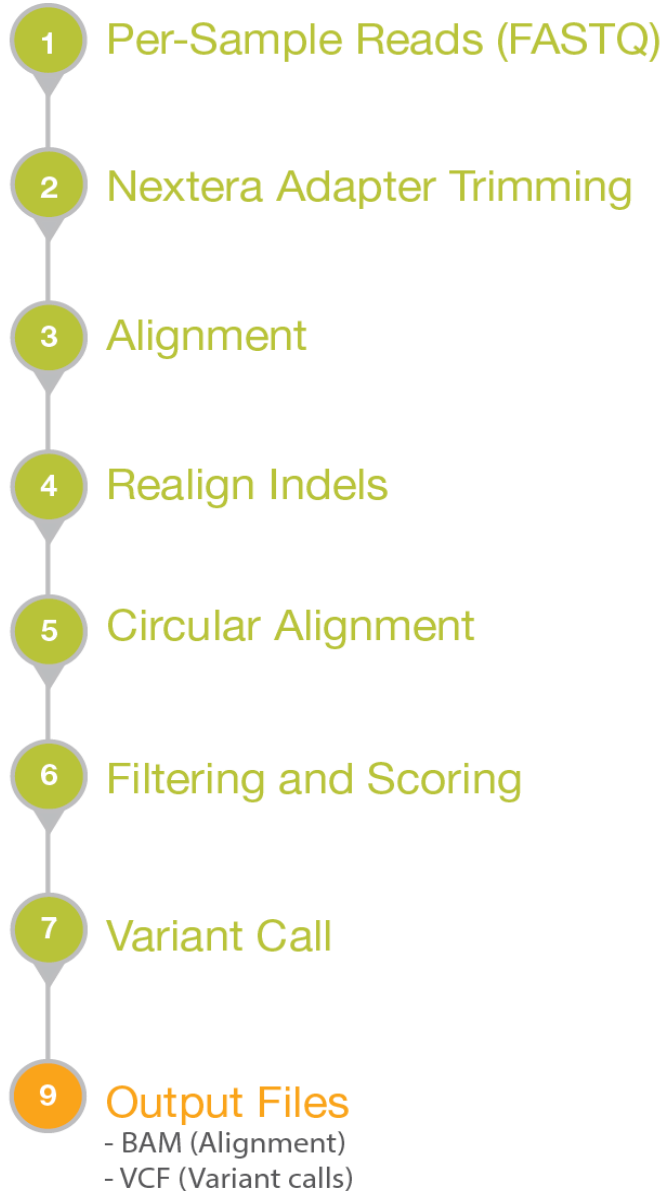 1 Per-Sample Reads (FASTQ)
2 Nextera Adapter Trimming
3 Alignment
4 Realign Indels
5 Circular Alignment
6 Filtering and Scoring
7 Variant Call
9 Output Files
- BAM (Alignment)
- VCF (Variant calls)